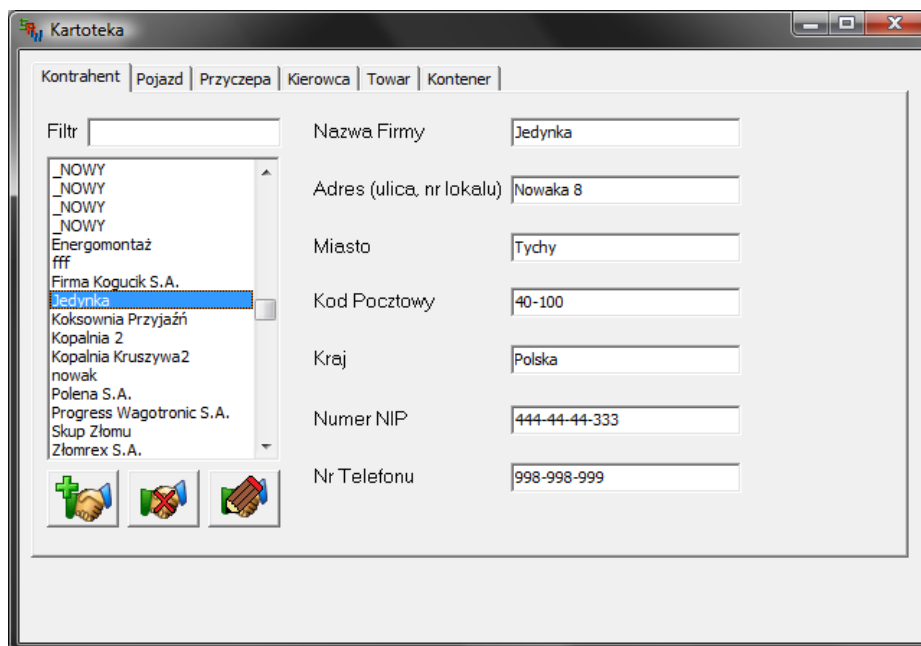 Kartoteka
Kontrahent Pojazd Przyczepa Kierowca Towar Kontener
Filtr
_NOWY
_NOWY
_NOWY
_NOWY
Energomontaż
fff
Firma Kogucik S.A.
Jedynka
Koksownia Przyjaźń
Kopalnia 2
Kopalnia Kruszywa2
nowak
Polena S.A.
Progress Wagotronic S.A.
Skup Złomu
Złomrex S.A.
Nazwa Firmy Jedynka
Adres (ulica, nr lokalu) Nowaka 8
Miasto Tychy
Kod Pocztowy 40-100
Kraj Polska
Numer NIP 444-44-44-333
Nr Telefonu 998-998-999